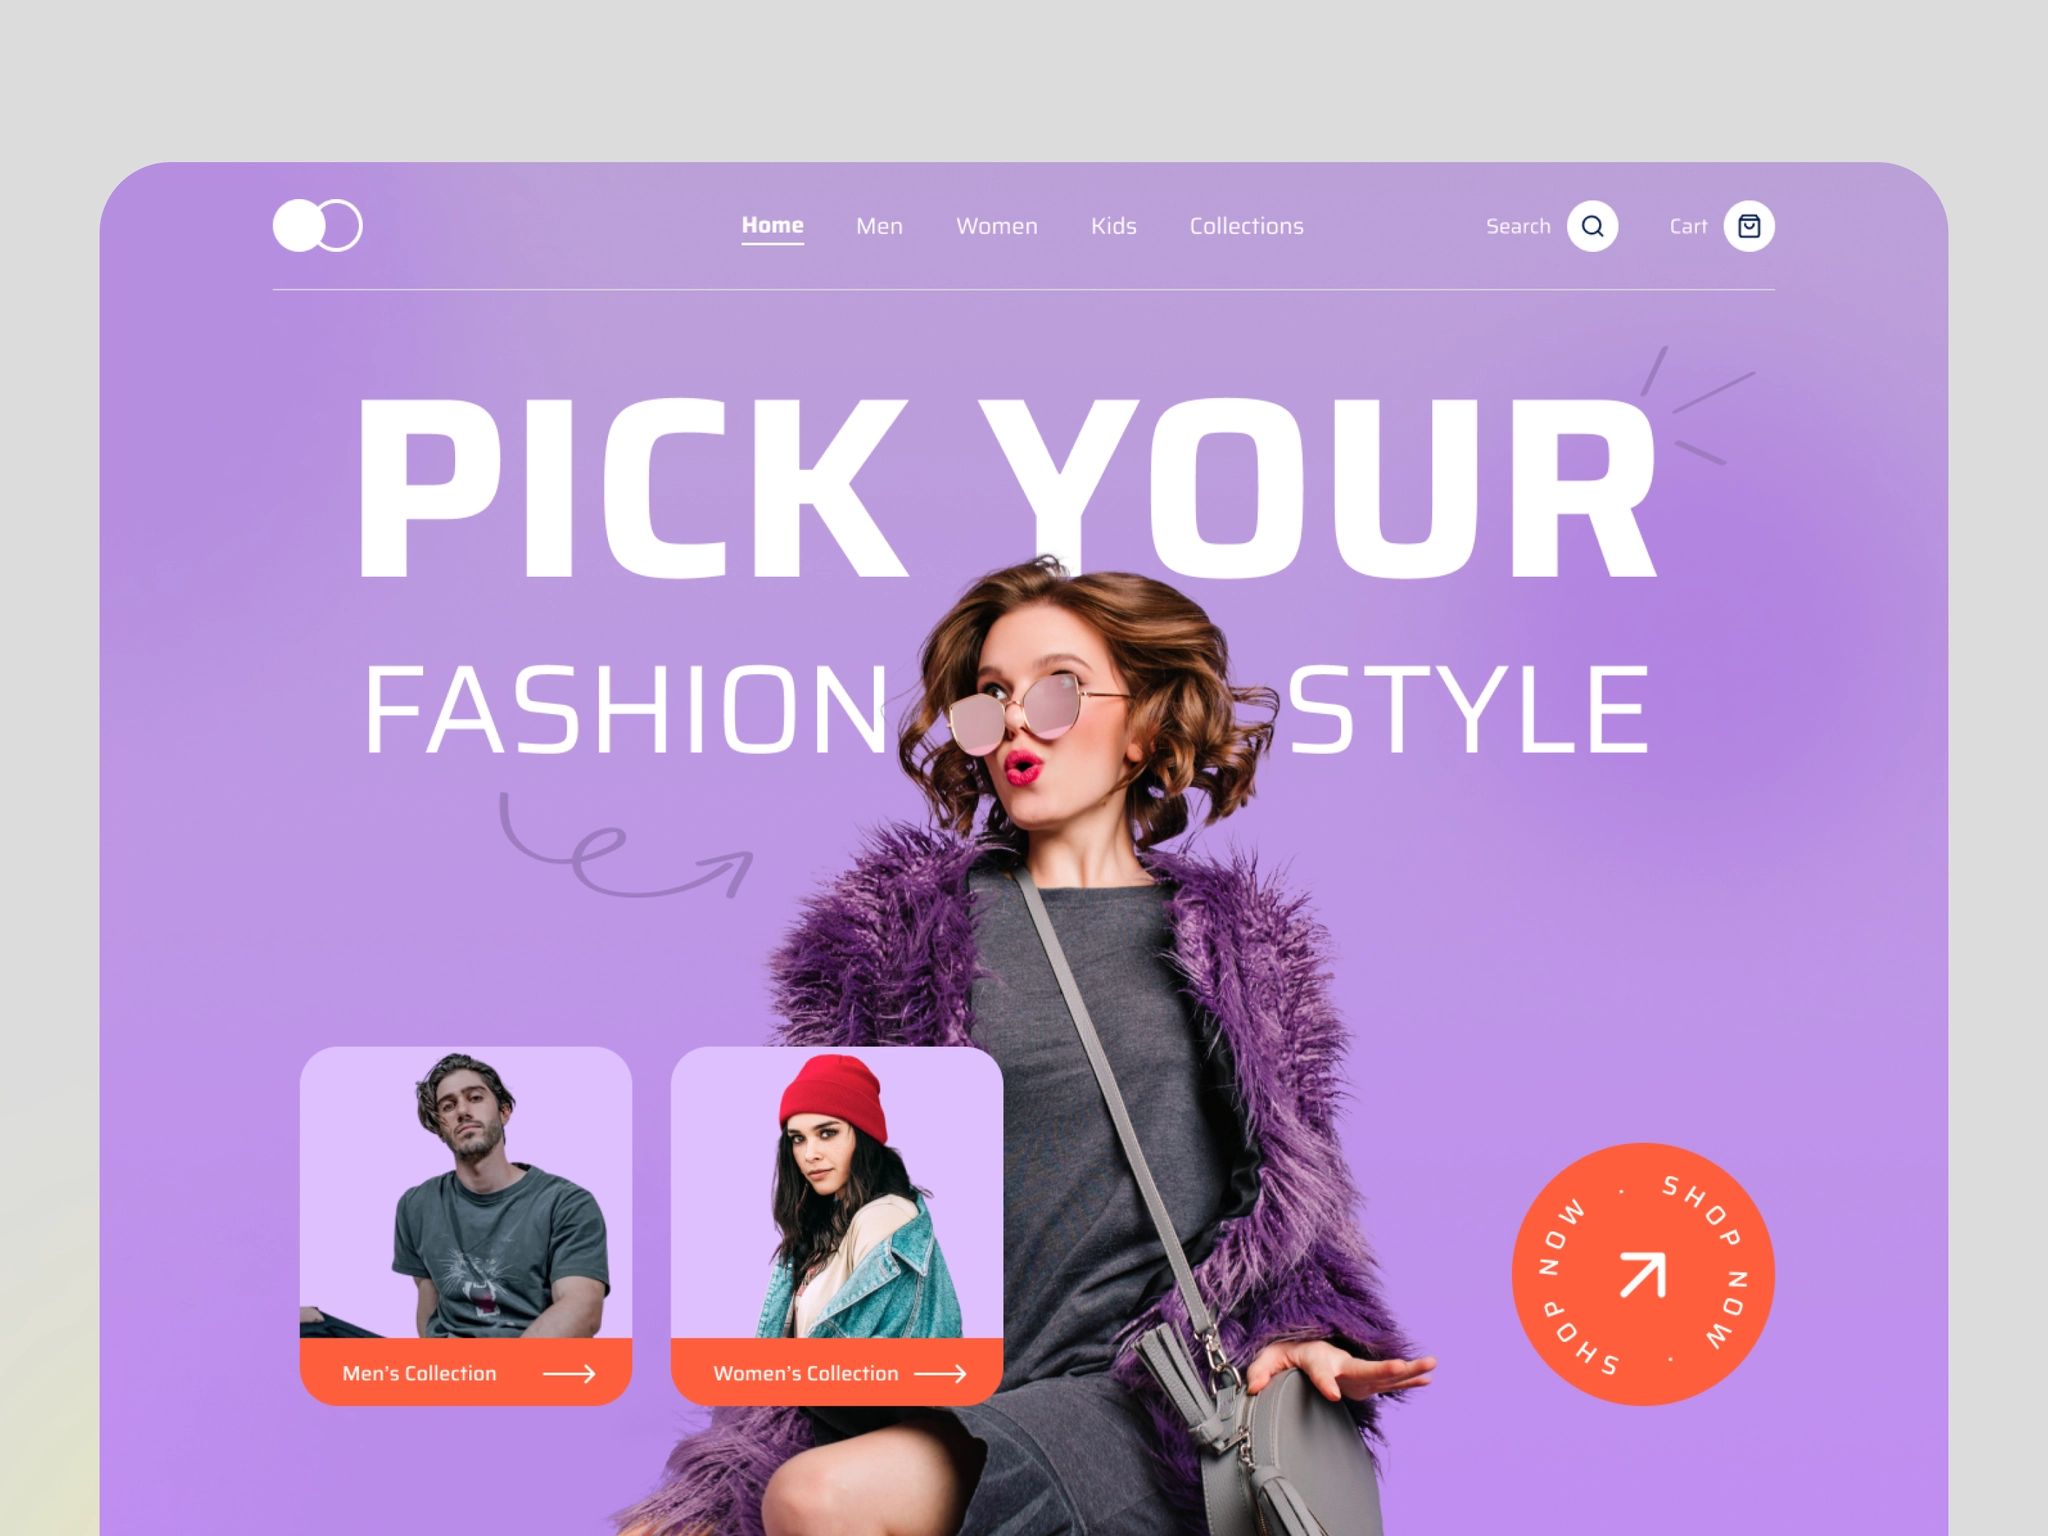 Home Men Women Kids Collections Search Cart
PICK YOUR
FASHION STYLE
Men's Collection
Women's Collection
SHOP NOW · SHOP NOW ·